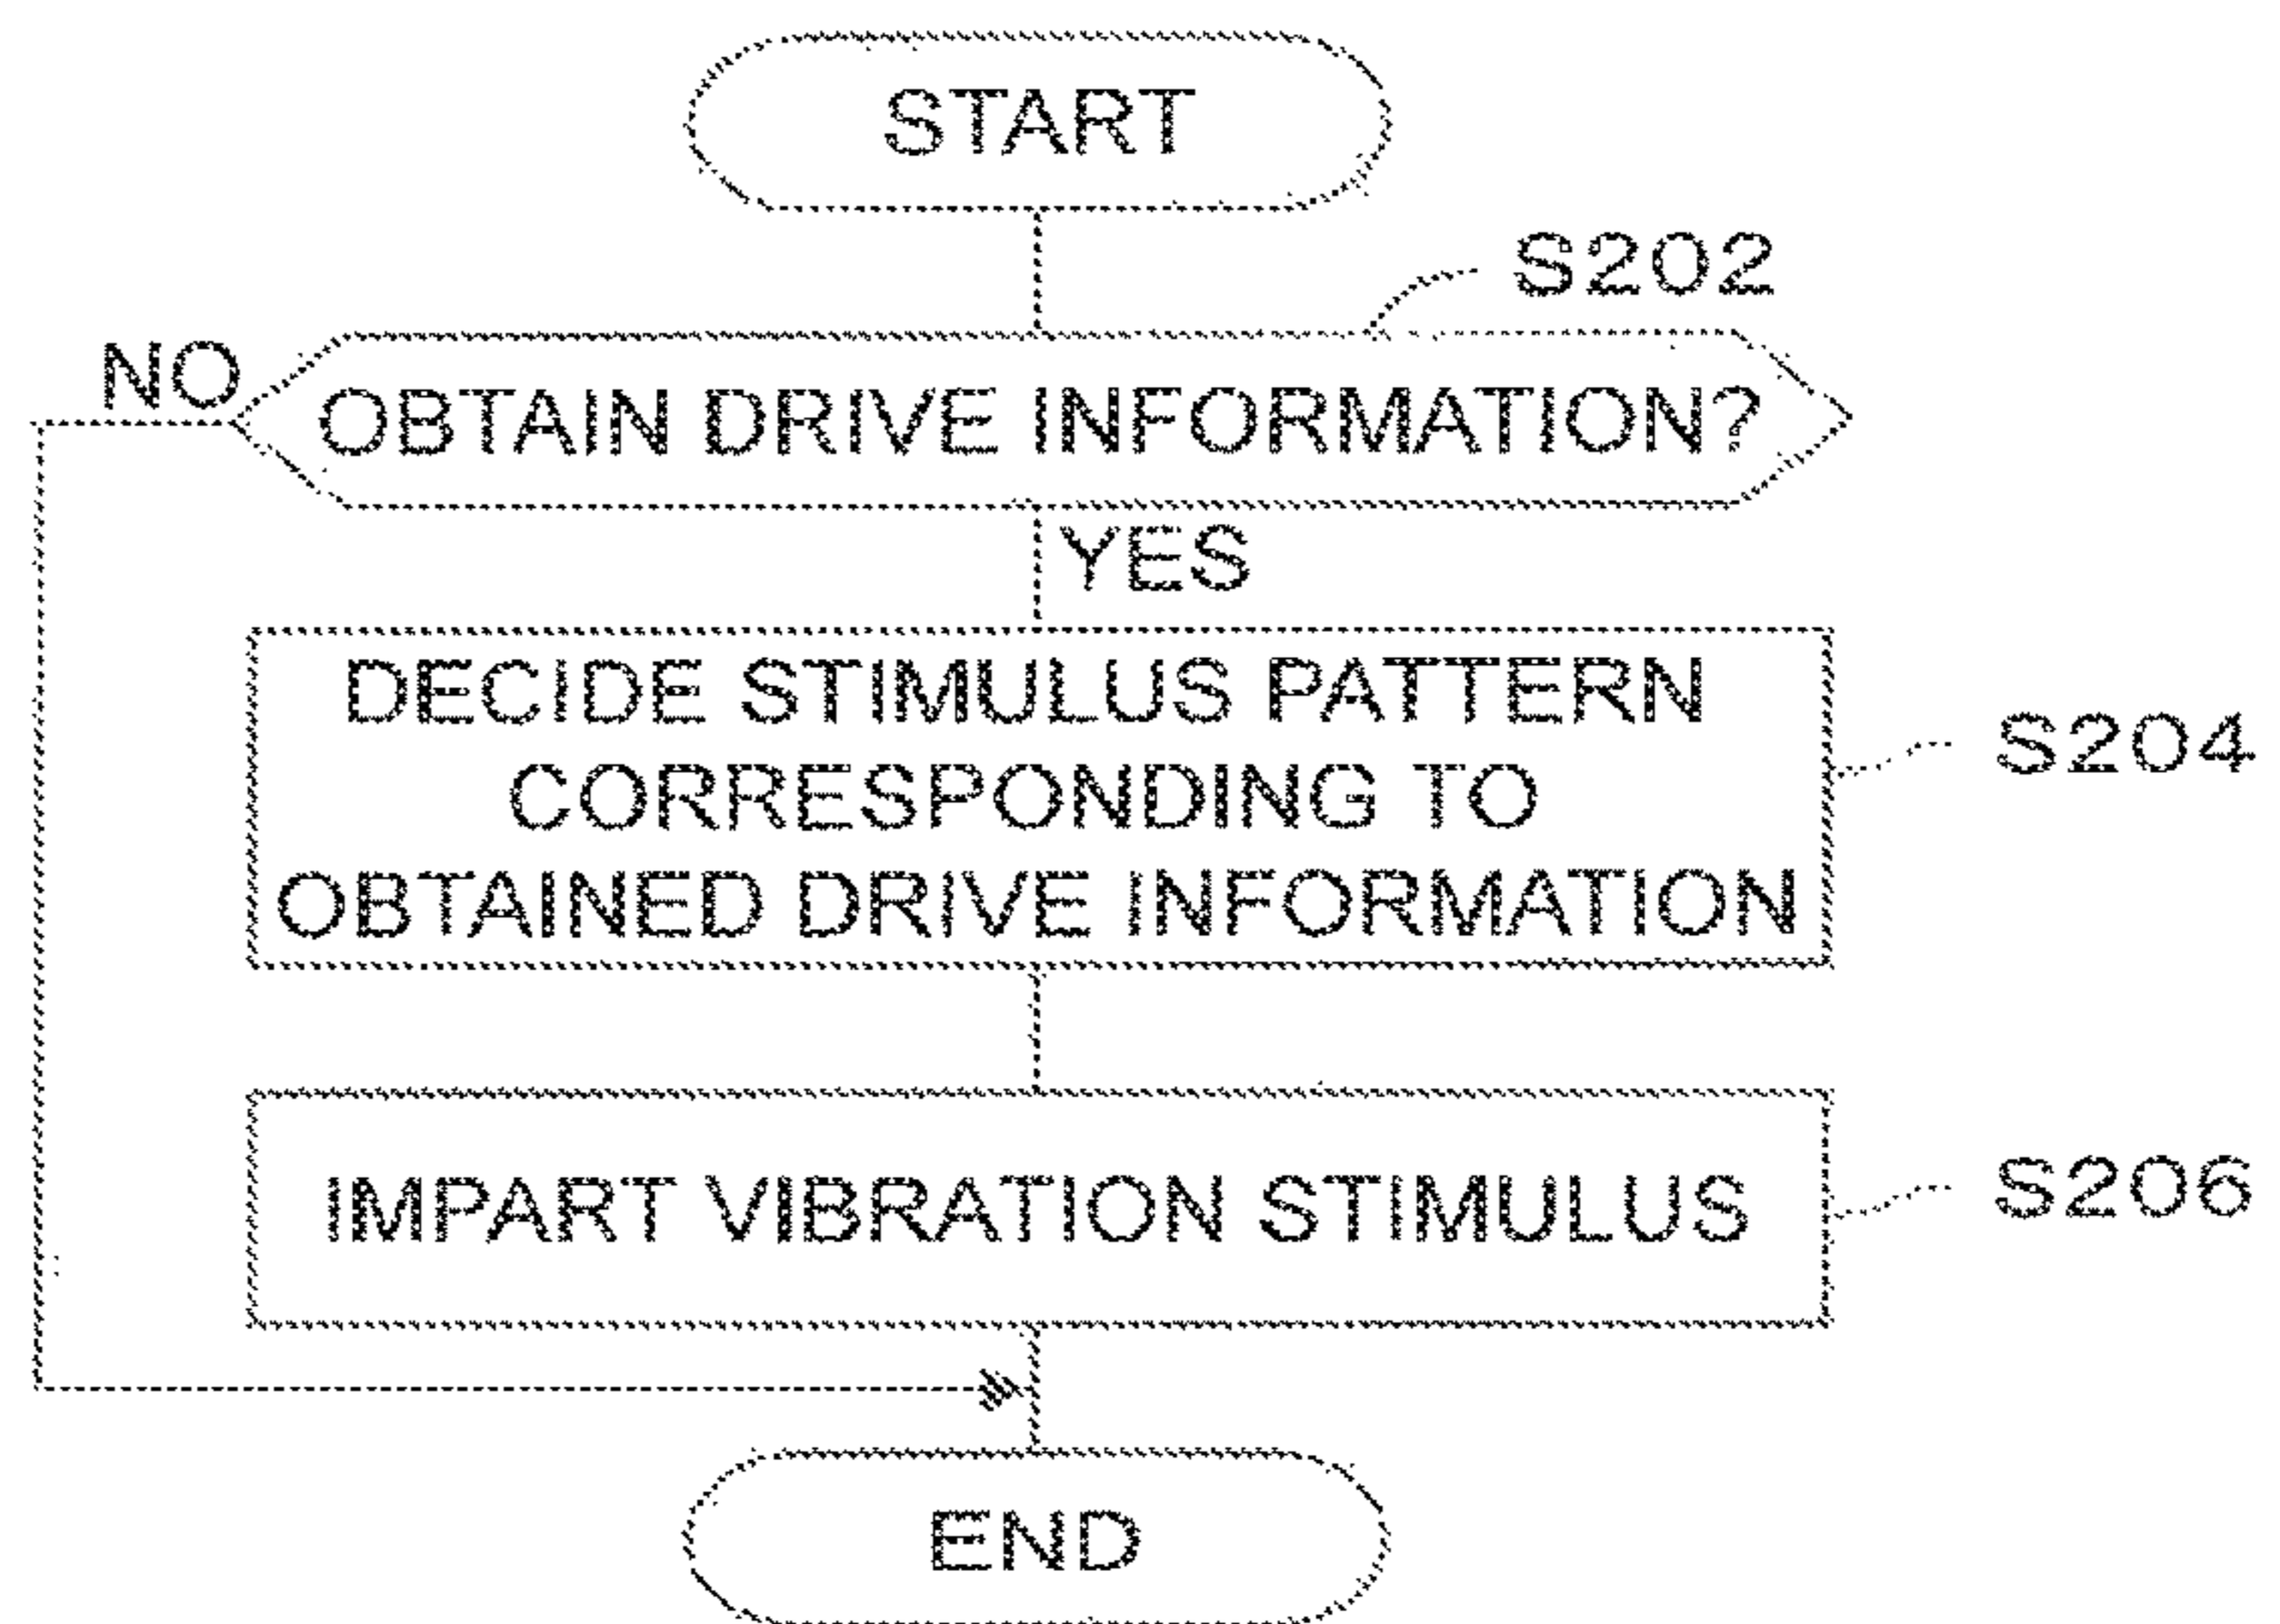 START
S202
NO
OBTAIN DRIVE INFORMATION?
YES
DECIDE STIMULUS PATTERN
CORRESPONDING TO
OBTAINED DRIVE INFORMATION
S204
IMPART VIBRATION STIMULUS
S206
END